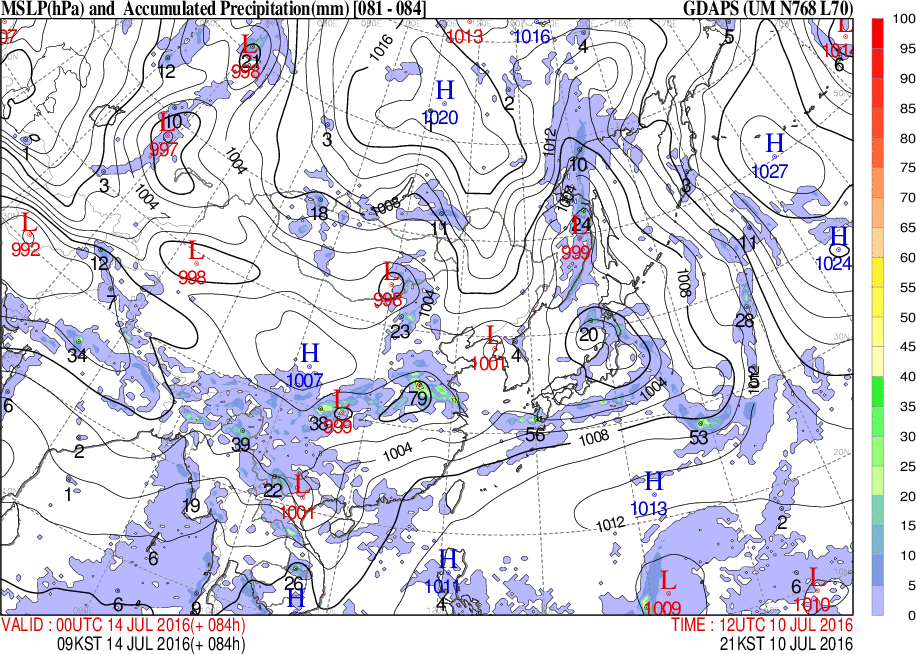 MSLP(hPa) and Accumulated Precipitation(mm) [081 - 084] GDAPS (UM N768 L70)
100
95
90
85
80
75
70
65
60
55
50
45
40
35
30
25
20
15
10
5
0
1013 1016 4 5 L
12 L 21 998 1016 6
H 1020 1 2
L 10 997 3 1012 H 1027
1 3 1004 1004 10 3
18 1008 11 24 L 999 11 H 1024
L 992 L 998 12 7
L 998 1004 23 1008 28
34 H 1007 L 1001 4 20
6 79 1004
L 38 999 39 56 53
2 1004 1008
1 22 L 1001 19 H 1013 1012 2
6 H 1011 4 L 1009 6 L 1010
6 9 26 H
VALID : 00UTC 14 JUL 2016(+ 084h) TIME : 12UTC 10 JUL 2016
09KST 14 JUL 2016(+ 084h) 21KST 10 JUL 2016